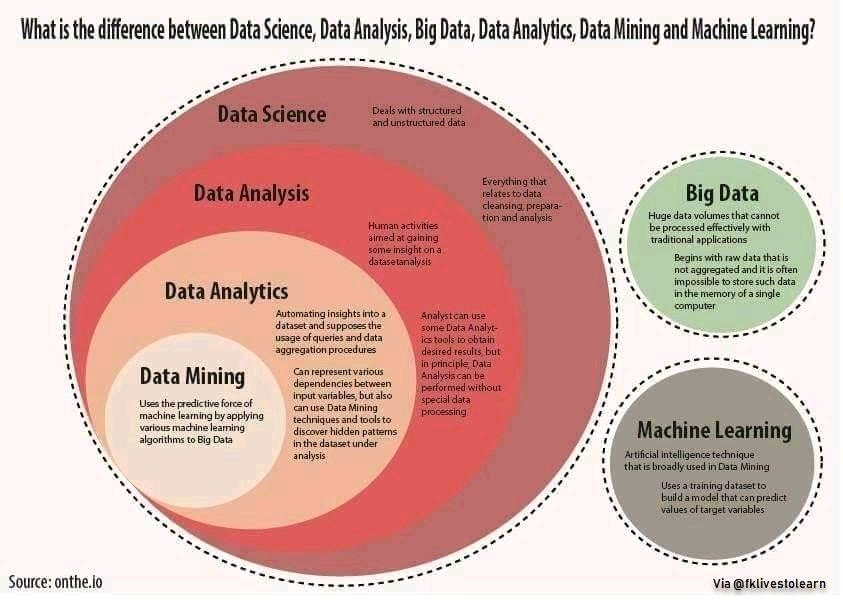 What is the difference between Data Science, Data Analysis, Big Data, Data Analytics, Data Mining and Machine Learning?
Data Science
Deals with structured
and unstructured data
Everything that
relates to data
cleansing, prepara-
tion and analysis
Data Analysis
Human activities
aimed at gaining
some insight on a
datasetanalysis
Analyst can use
some Data Analyt-
ics tools to obtain
desired results, but
in principle, Data
Analysis can be
performed without
special data
processing
Data Analytics
Automating insights into a
dataset and supposes the
usage of queries and data
aggregation procedures
Can represent various
dependencies between
input variables, but also
can use Data Mining
techniques and tools to
discover hidden patterns
in the dataset under
analysis
Data Mining
Uses the predictive force of
machine learning by applying
various machine learning
algorithms to Big Data
Big Data
Huge data volumes that cannot
be processed effectively with
traditional applications
Begins with raw data that is
not aggregated and it is often
impossible to store such data
in the memory of a single
computer
Machine Learning
Artificial intelligence technique
that is broadly used in Data Mining
Uses a training dataset to
build a model that can predict
values of target variables
Source: onthe.io
Via @fklivestolearn